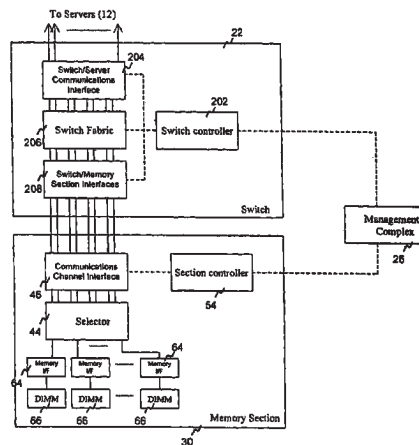 To Servers (12)
22
204
Switch/Server
Communications
Interface
202
Switch Fabric
Switch controller
206
208
Switch/Memory
Section Interfaces
Switch
Management
Complex
26
Communications
Channel Interface
Section controller
46
54
44
Selector
64
64
Memory
I/F
Memory
I/F
Memory
I/F
DIMM
DIMM
DIMM
66
66
66
Memory Section
30